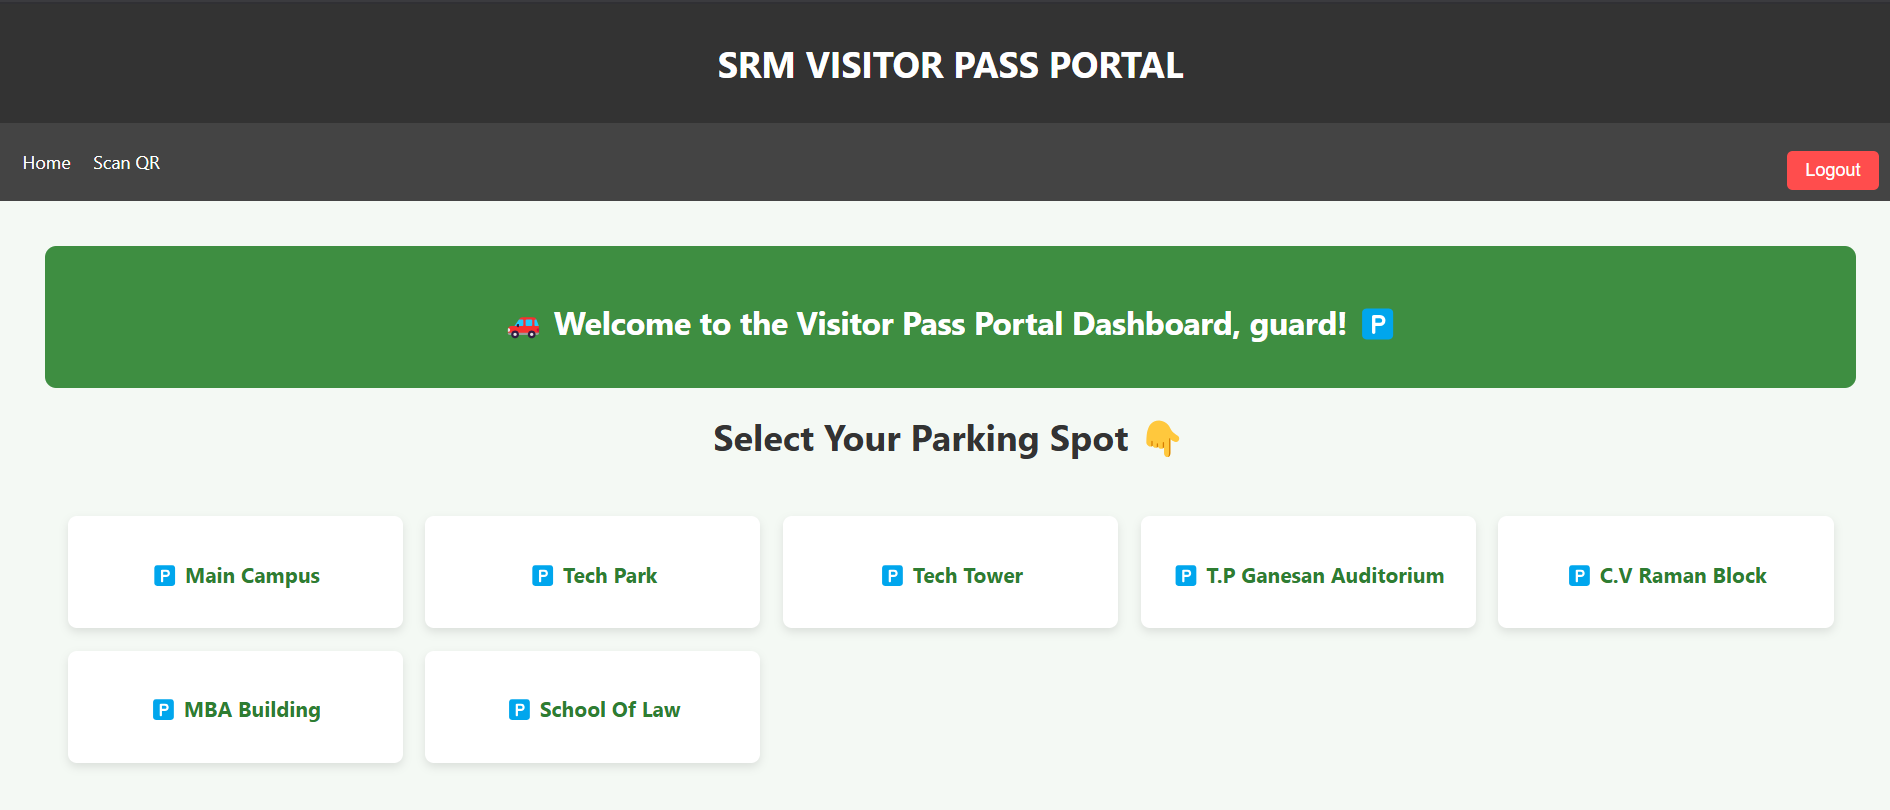 SRM VISITOR PASS PORTAL
Home Scan QR
Logout
🚗 Welcome to the Visitor Pass Portal Dashboard, guard! 🅿️
Select Your Parking Spot 👇
🅿️ Main Campus
🅿️ Tech Park
🅿️ Tech Tower
🅿️ T.P Ganesan Auditorium
🅿️ C.V Raman Block
🅿️ MBA Building
🅿️ School Of Law